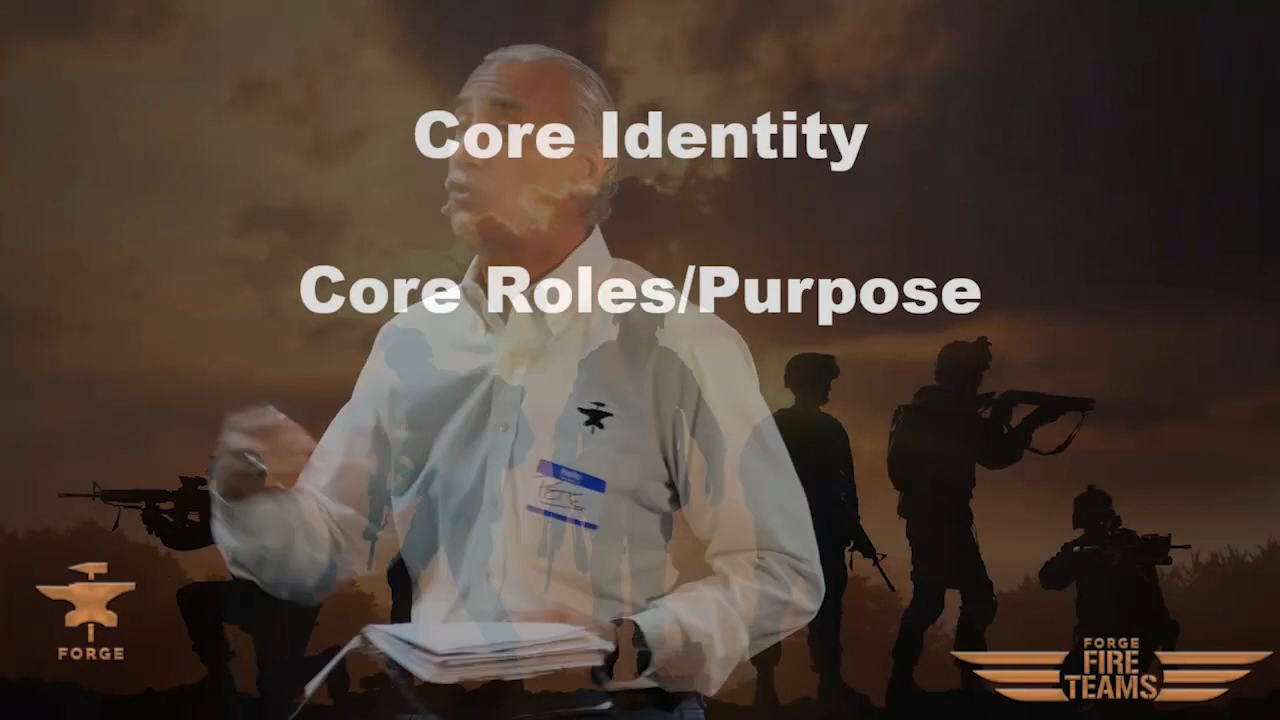 Core Identity
Core Roles/Purpose
FORGE
FORGE
FIRE
TEAMS